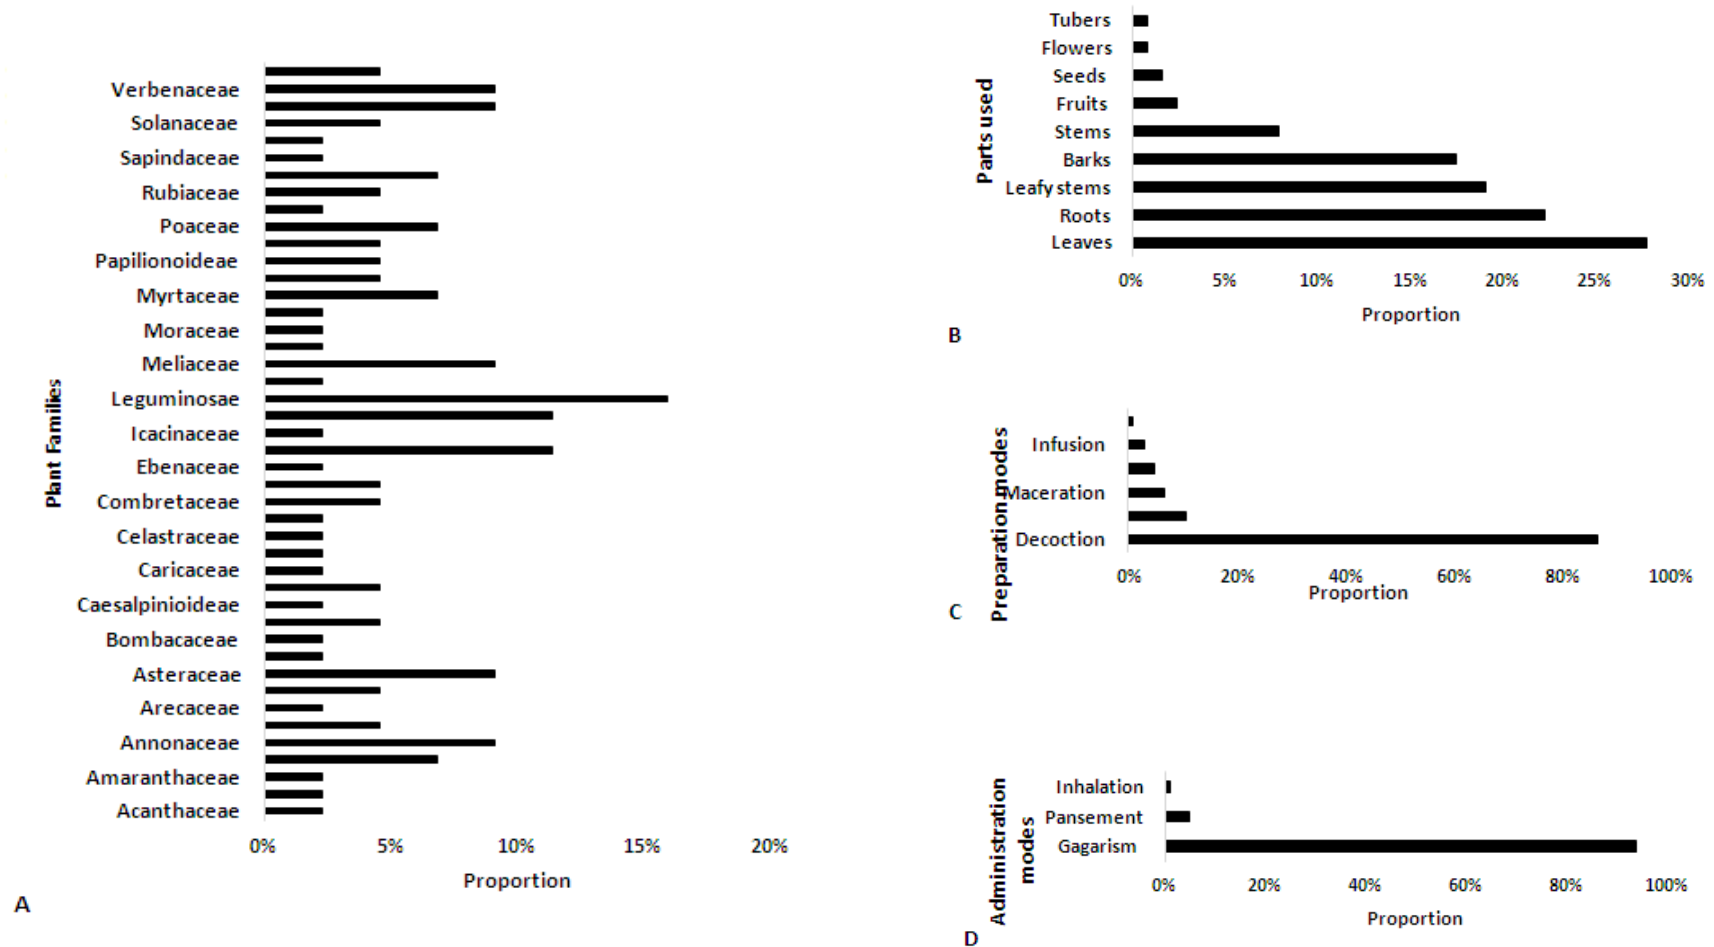 Plant Families
Verbenaceae
Solanaceae
Sapindaceae
Rubiaceae
Poaceae
Papilionoideae
Myrtaceae
Moraceae
Meliaceae
Leguminosae
Icacinaceae
Ebenaceae
Combretaceae
Celastraceae
Caricaceae
Caesalpinioideae
Bombacaceae
Asteraceae
Arecaceae
Annonaceae
Amaranthaceae
Acanthaceae
0% 5% 10% 15% 20%
Proportion
A
Parts used
Tubers
Flowers
Seeds
Fruits
Stems
Barks
Leafy stems
Roots
Leaves
0% 5% 10% 15% 20% 25% 30%
Proportion
B
Preparation modes
Infusion
Maceration
Decoction
0% 20% 40% 60% 80% 100%
Proportion
C
Administration
modes
Inhalation
Pansement
Gagarism
0% 20% 40% 60% 80% 100%
Proportion
D